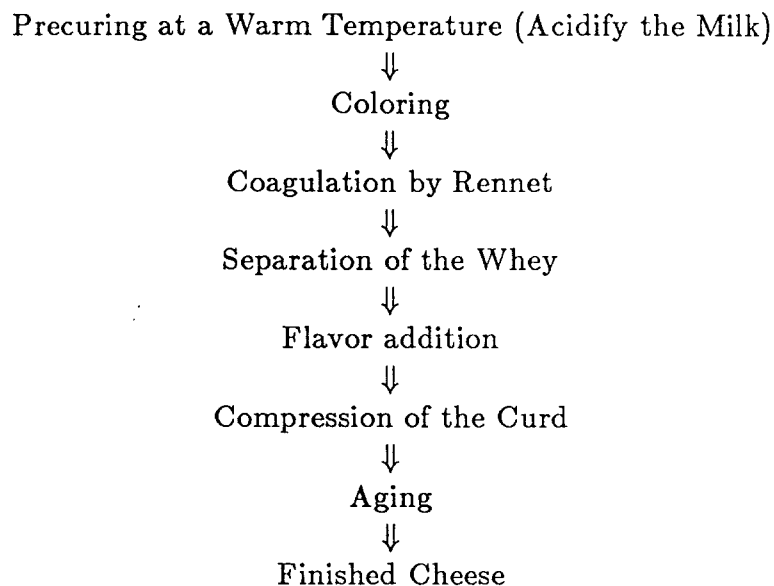 Precuring at a Warm Temperature (Acidify the Milk)
⇓
Coloring
⇓
Coagulation by Rennet
⇓
Separation of the Whey
⇓
Flavor addition
⇓
Compression of the Curd
⇓
Aging
⇓
Finished Cheese